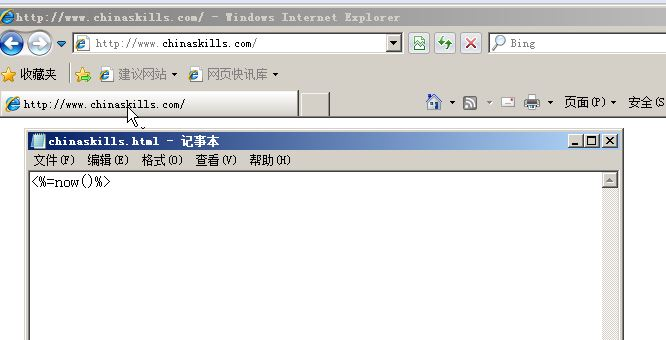 http://www.chinaskills.com/ - Windows Internet Explorer
http://www.chinaskills.com/
Bing
收藏夹
建议网站
网页快讯库
http://www.chinaskills.com/
页面(P)
安全(S
chinaskills.html - 记事本
文件(F) 编辑(E) 格式(O) 查看(V) 帮助(H)
<%=now()%>